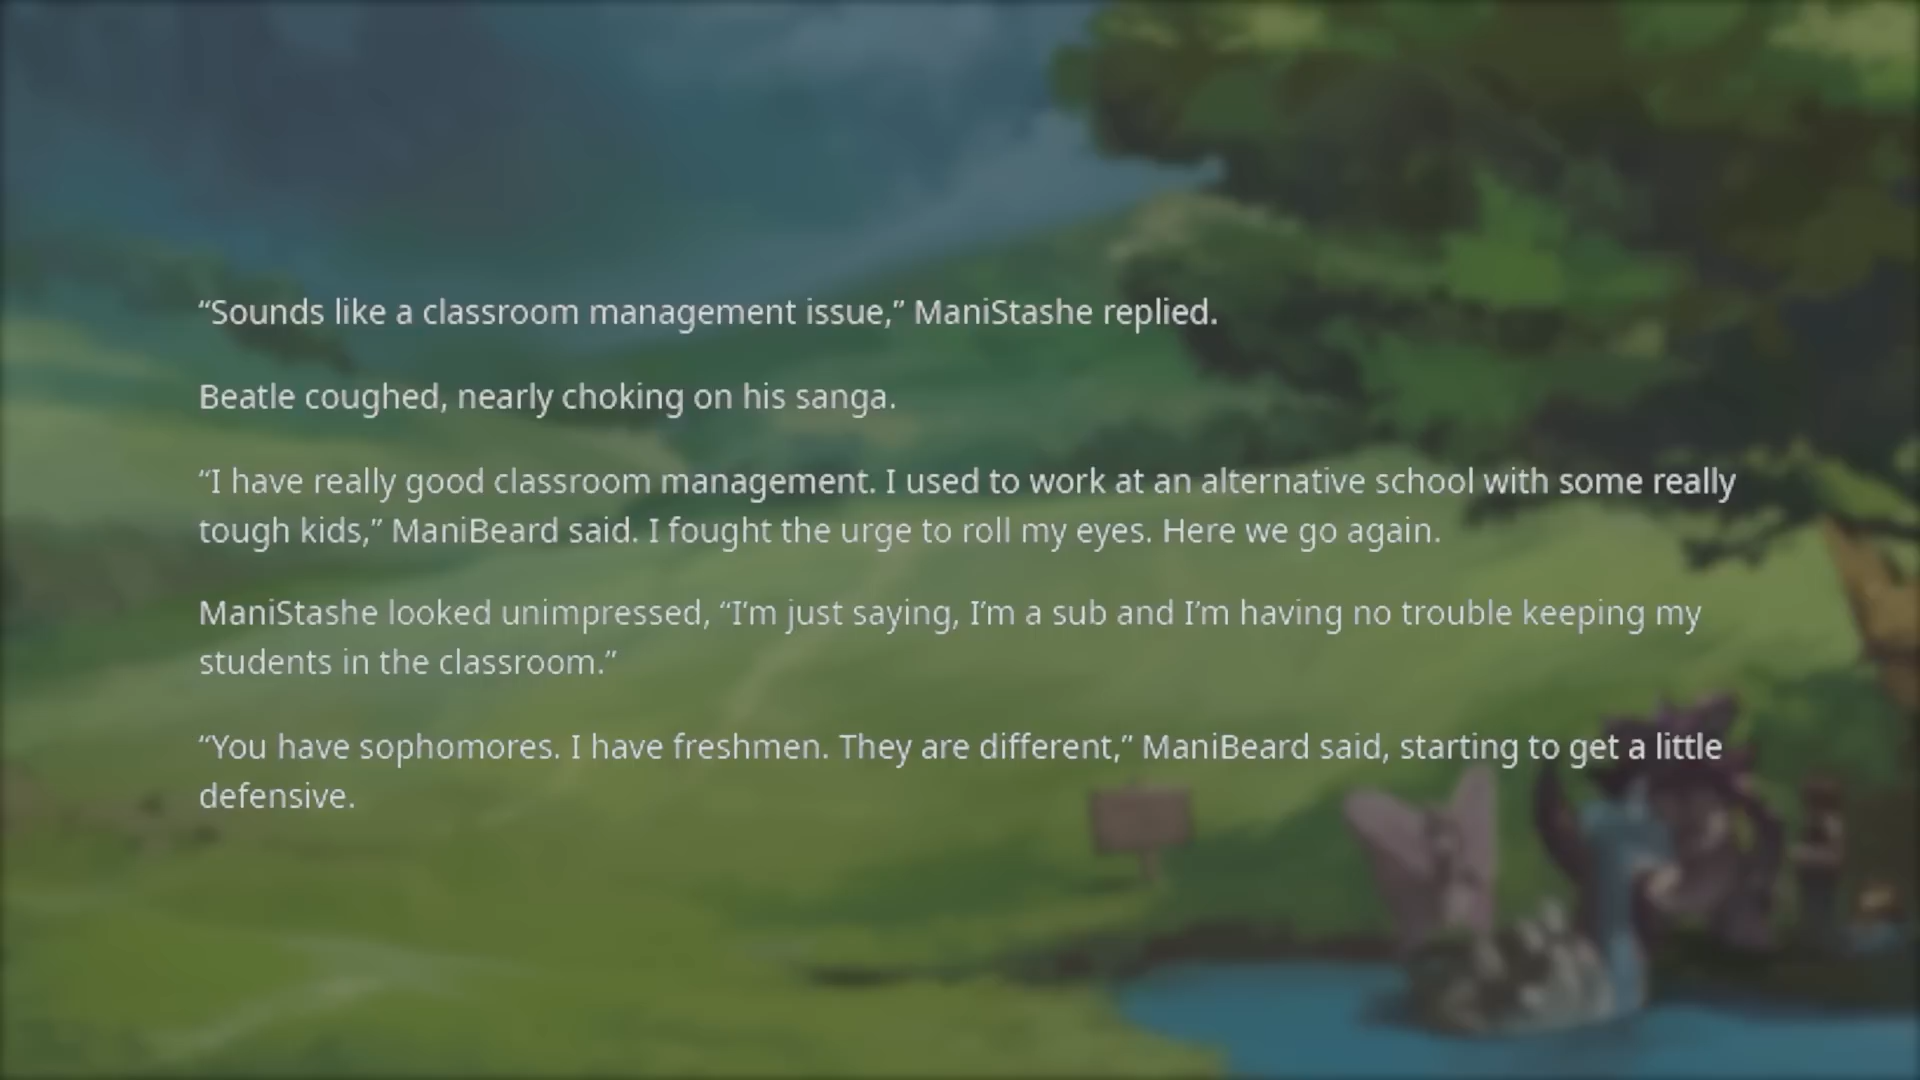 “Sounds like a classroom management issue,” ManiStashe replied.
Beatle coughed, nearly choking on his sanga.
“I have really good classroom management. I used to work at an alternative school with some really
tough kids,” ManiBeard said. I fought the urge to roll my eyes. Here we go again.
ManiStashe looked unimpressed, “I’m just saying, I’m a sub and I’m having no trouble keeping my
students in the classroom.”
“You have sophomores. I have freshmen. They are different,” ManiBeard said, starting to get a little
defensive.